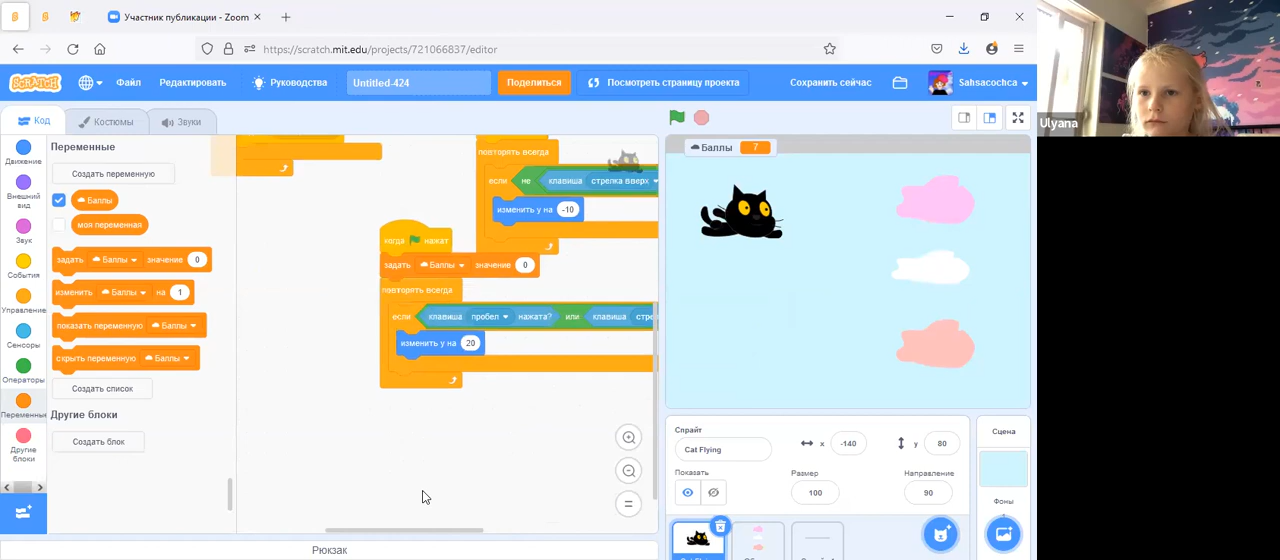 Участник публикации - Zoom
https://scratch.mit.edu/projects/721066837/editor
SCRATCH
Файл
Редактировать
Руководства
Untitled-424
Поделиться
Посмотреть страницу проекта
Сохранить сейчас
Sahsacochca
Ulyana
Код
Костюмы
Звуки
Движение
Внешний вид
Звук
События
Управление
Сенсоры
Операторы
Переменные
Другие блоки
Переменные
Создать переменную
Баллы
моя переменная
задать Баллы значение 0
изменить Баллы на 1
показать переменную Баллы
скрыть переменную Баллы
Создать список
Другие блоки
Создать блок
повторять всегда
если не клавиша стрелка вверх
изменить y на -10
когда нажат
задать Баллы значение 0
повторять всегда
если клавиша пробел нажата? или клавиша
изменить y на 20
Рюкзак
Баллы 7
Спрайт
Cat Flying
x -140
y 80
Показать
Размер
100
Направление
90
Сцена
Фоны